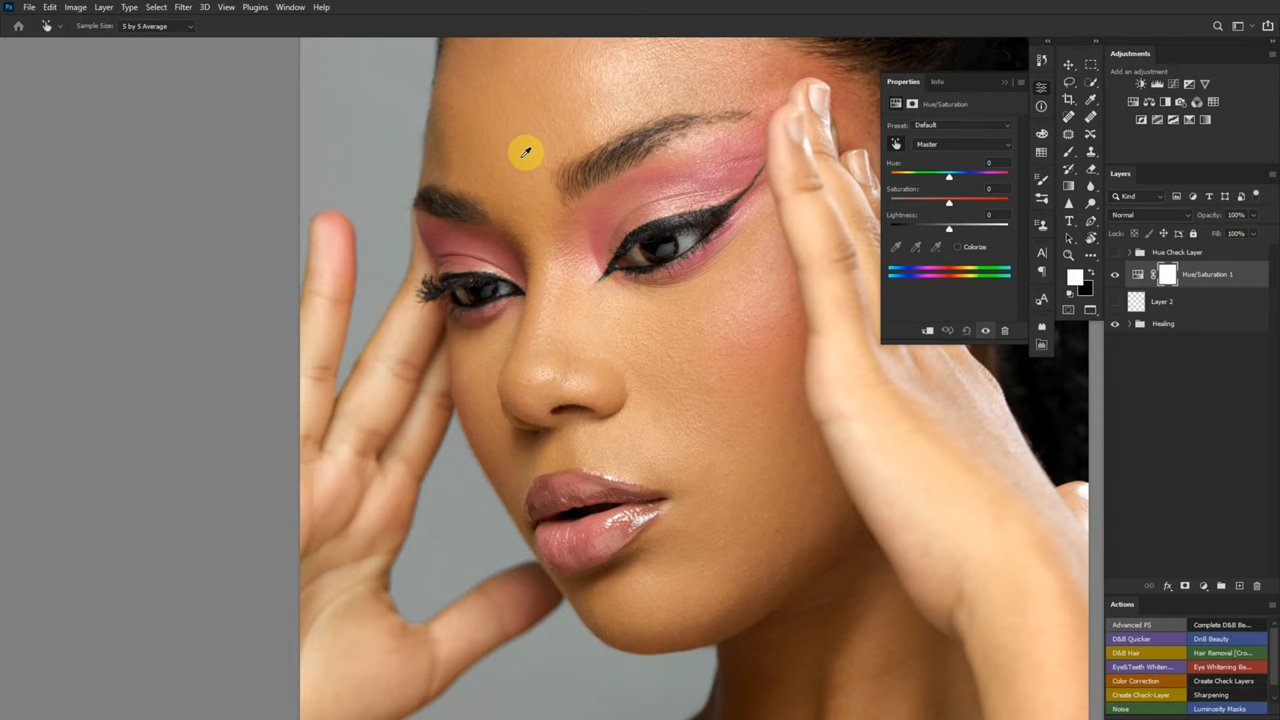 Ps File Edit Image Layer Type Select Filter 3D View Plugins Window Help
Sample Size: 5 by 5 Average
Properties Info
Hue/Saturation
Preset: Default
Master
Hue: 0
Saturation: 0
Lightness: 0
Colorize
Adjustments
Add an adjustment
Layers
Kind
Normal Opacity: 100%
Lock: Fill: 100%
Hue Check Layer
Hue/Saturation 1
Layer 2
Healing
Actions
Advanced FS Complete D&B Be...
D&B Quicker DnB Beauty
D&B Hair Hair Removal [Cro...
Eye&Teeth Whiten... Eye Whitening Be...
Color Correction Create Check Layers
Create Check-Layer Sharpening
Noise Luminosity Masks